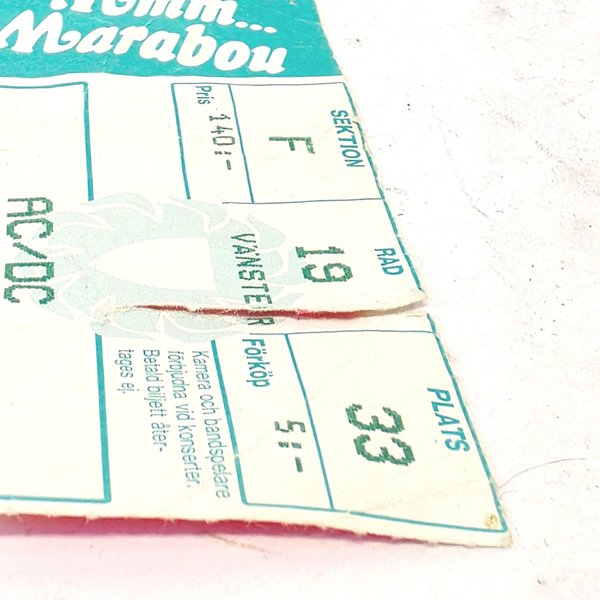 Mmm...
Marabou
SEKTION
F
RAD
19
PLATS
33
Pris 140:-
VÄNSTER
Förköp 5:-
AC/DC
Kamera och bandspelare
förbjudna vid konserter.
Betald biljett åter-
tages ej.